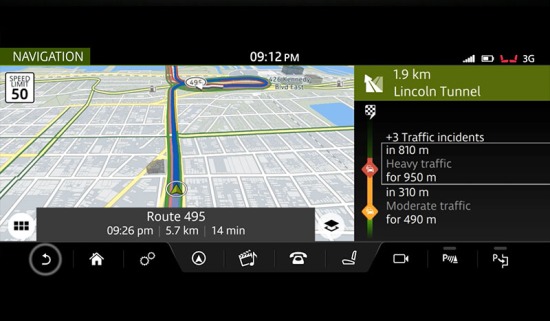 NAVIGATION
09:12 PM
3G
SPEED
LIMIT
50
495
426 Kennedy
Blvd East
1.9 km
Lincoln Tunnel
+3 Traffic incidents
in 810 m
Heavy traffic
for 950 m
in 310 m
Moderate traffic
for 490 m
Route 495
09:26 pm | 5.7 km | 14 min
P
P